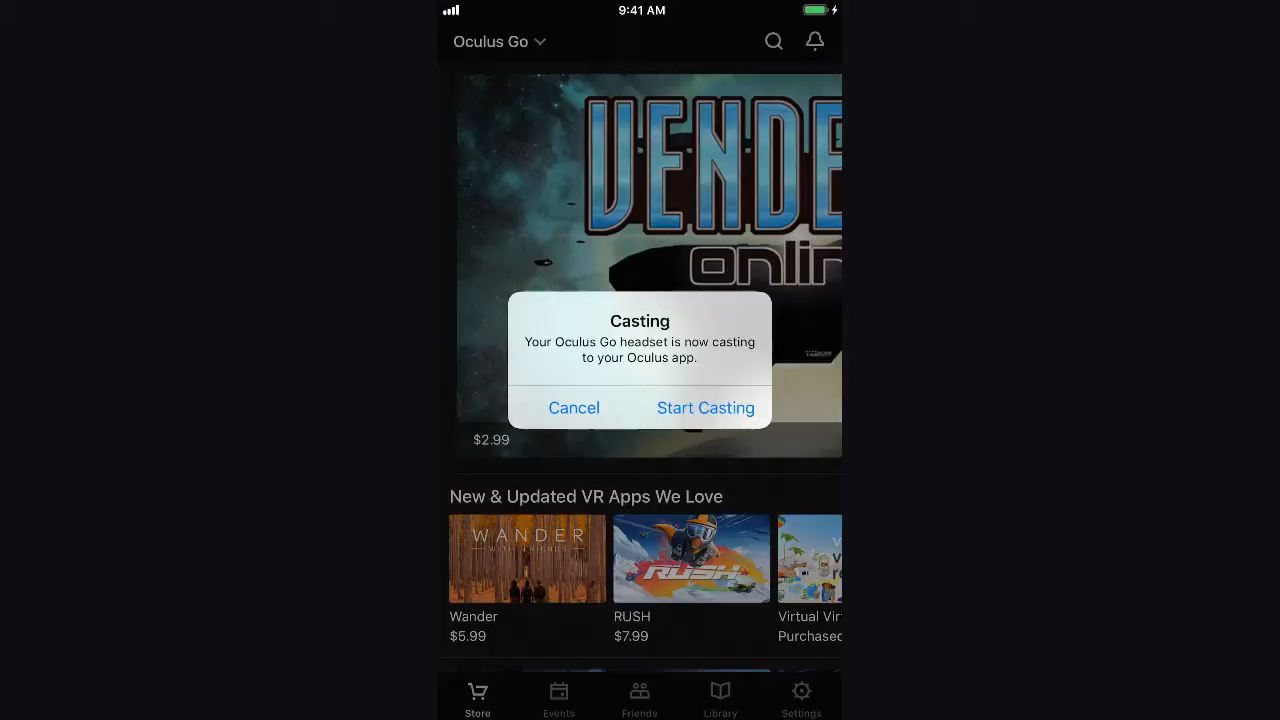 9:41 AM
Oculus Go
VENDE
onlin
Casting
Your Oculus Go headset is now casting
to your Oculus app.
Cancel
Start Casting
$2.99
New & Updated VR Apps We Love
WANDER
WITH FRIENDS
RUSH
Wander
RUSH
Virtual Vir
$5.99
$7.99
Purchased
Store
Events
Friends
Library
Settings